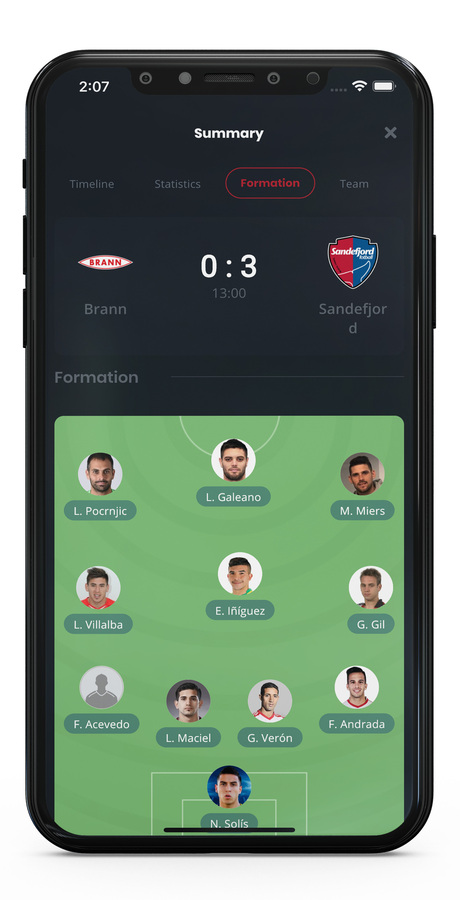 2:07
Summary
Timeline Statistics Formation Team
BRANN
Sandefjord
fotball
0 : 3
13:00
Brann
Sandefjor
d
Formation
L. Pocrnjic
L. Galeano
M. Miers
L. Villalba
E. Iñíguez
G. Gil
F. Acevedo
L. Maciel
G. Verón
F. Andrada
N. Solís